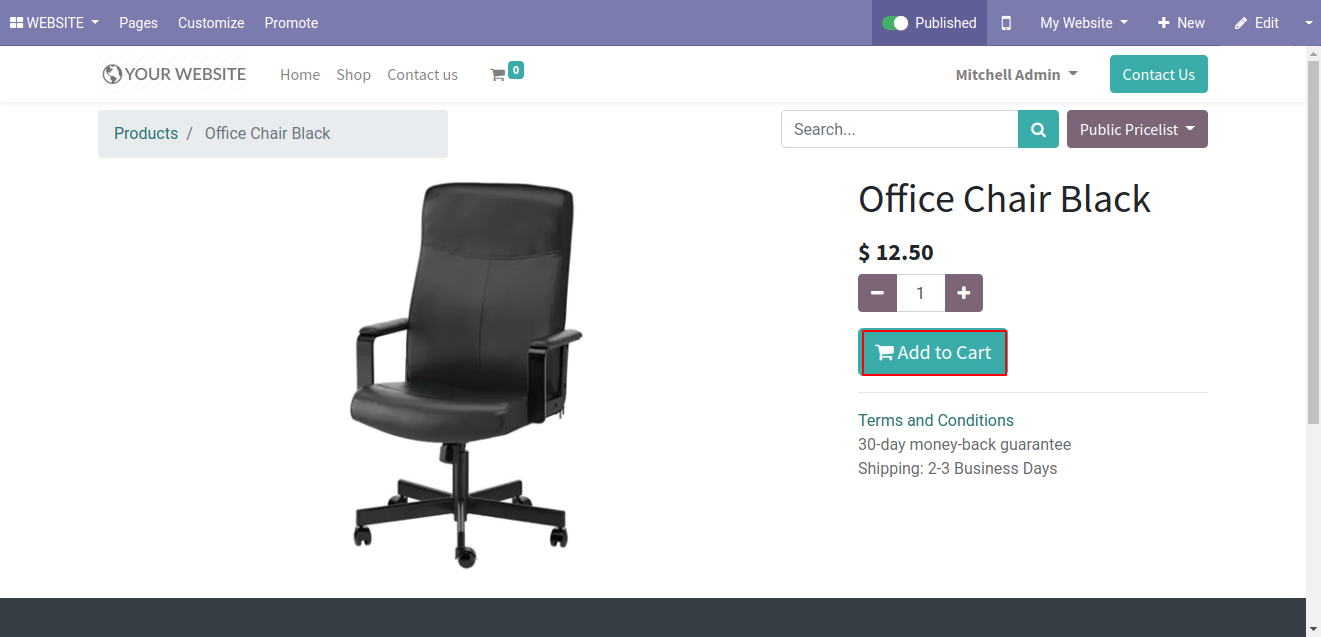 WEBSITE Pages Customize Promote Published My Website New Edit
YOUR WEBSITE Home Shop Contact us 0 Mitchell Admin Contact Us
Products / Office Chair Black Search... Public Pricelist
Office Chair Black
$ 12.50
1
Add to Cart
Terms and Conditions
30-day money-back guarantee
Shipping: 2-3 Business Days